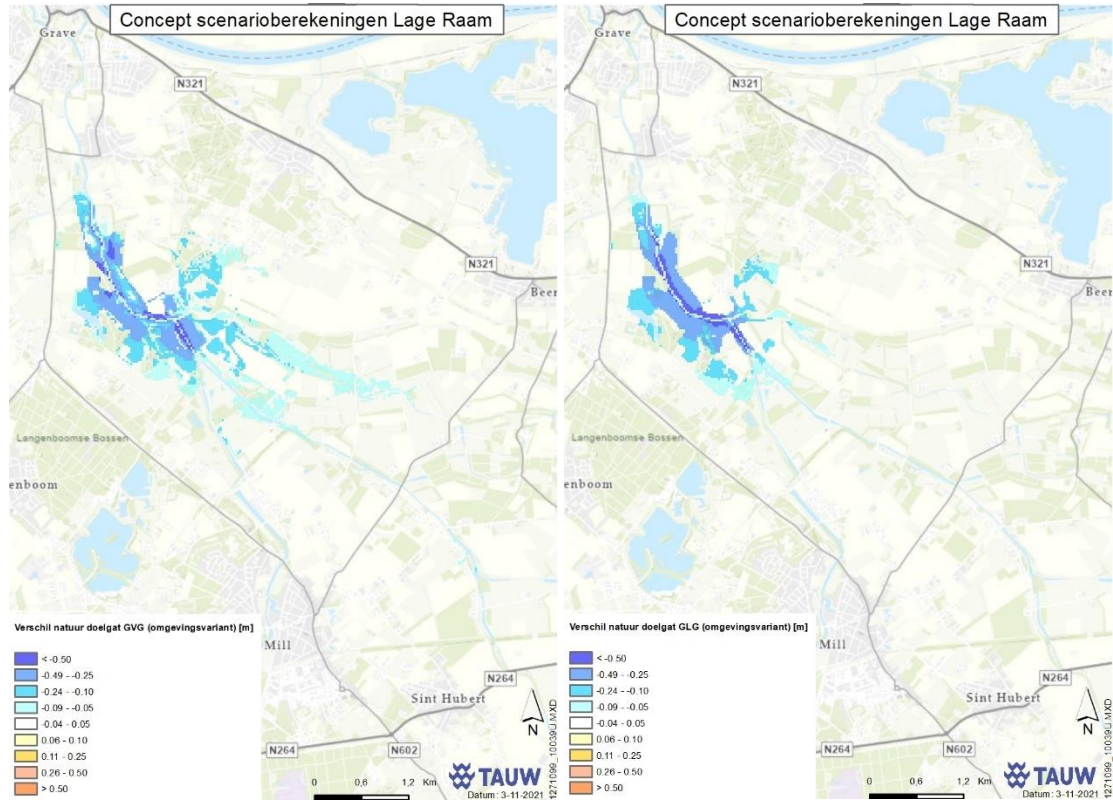 Concept scenarioberekeningen Lage Raam
Grave
N321
N321
Beer
Langenboomse Bossen
enboom
Mill
Sint Hubert
N264
N264
N602
Verschil natuur doelgat GVG (omgevingsvariant) [m]
< -0.50
-0.49 - -0.25
-0.24 - -0.10
-0.09 - -0.05
-0.04 - 0.05
0.06 - 0.10
0.11 - 0.25
0.26 - 0.50
> 0.50
0 0,6 1,2 Km
N
TAUW
Datum : 3-11-2021
1271099_10039U.MXD
Concept scenarioberekeningen Lage Raam
Grave
N321
N321
Beer
Langenboomse Bossen
enboom
Mill
Sint Hubert
N264
N264
N602
Verschil natuur doelgat GLG (omgevingsvariant) [m]
< -0.50
-0.49 - -0.25
-0.24 - -0.10
-0.09 - -0.05
-0.04 - 0.05
0.06 - 0.10
0.11 - 0.25
0.26 - 0.50
> 0.50
0 0,6 1,2 Km
N
TAUW
Datum : 3-11-2021
1271099_10039U.MXD